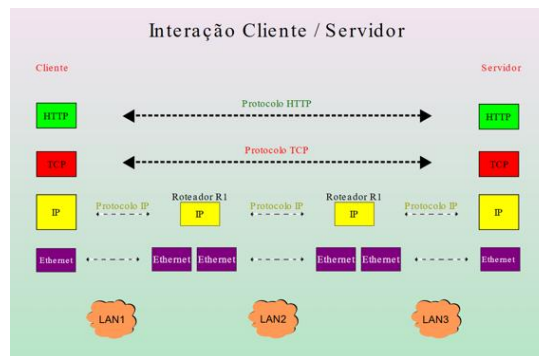 Interação Cliente / Servidor
Cliente Servidor
Protocolo HTTP
HTTP HTTP
Protocolo TCP
TCP TCP
Roteador R1 Roteador R1
IP Protocolo IP IP Protocolo IP IP Protocolo IP IP
Ethernet Ethernet Ethernet Ethernet Ethernet Ethernet
LAN1 LAN2 LAN3